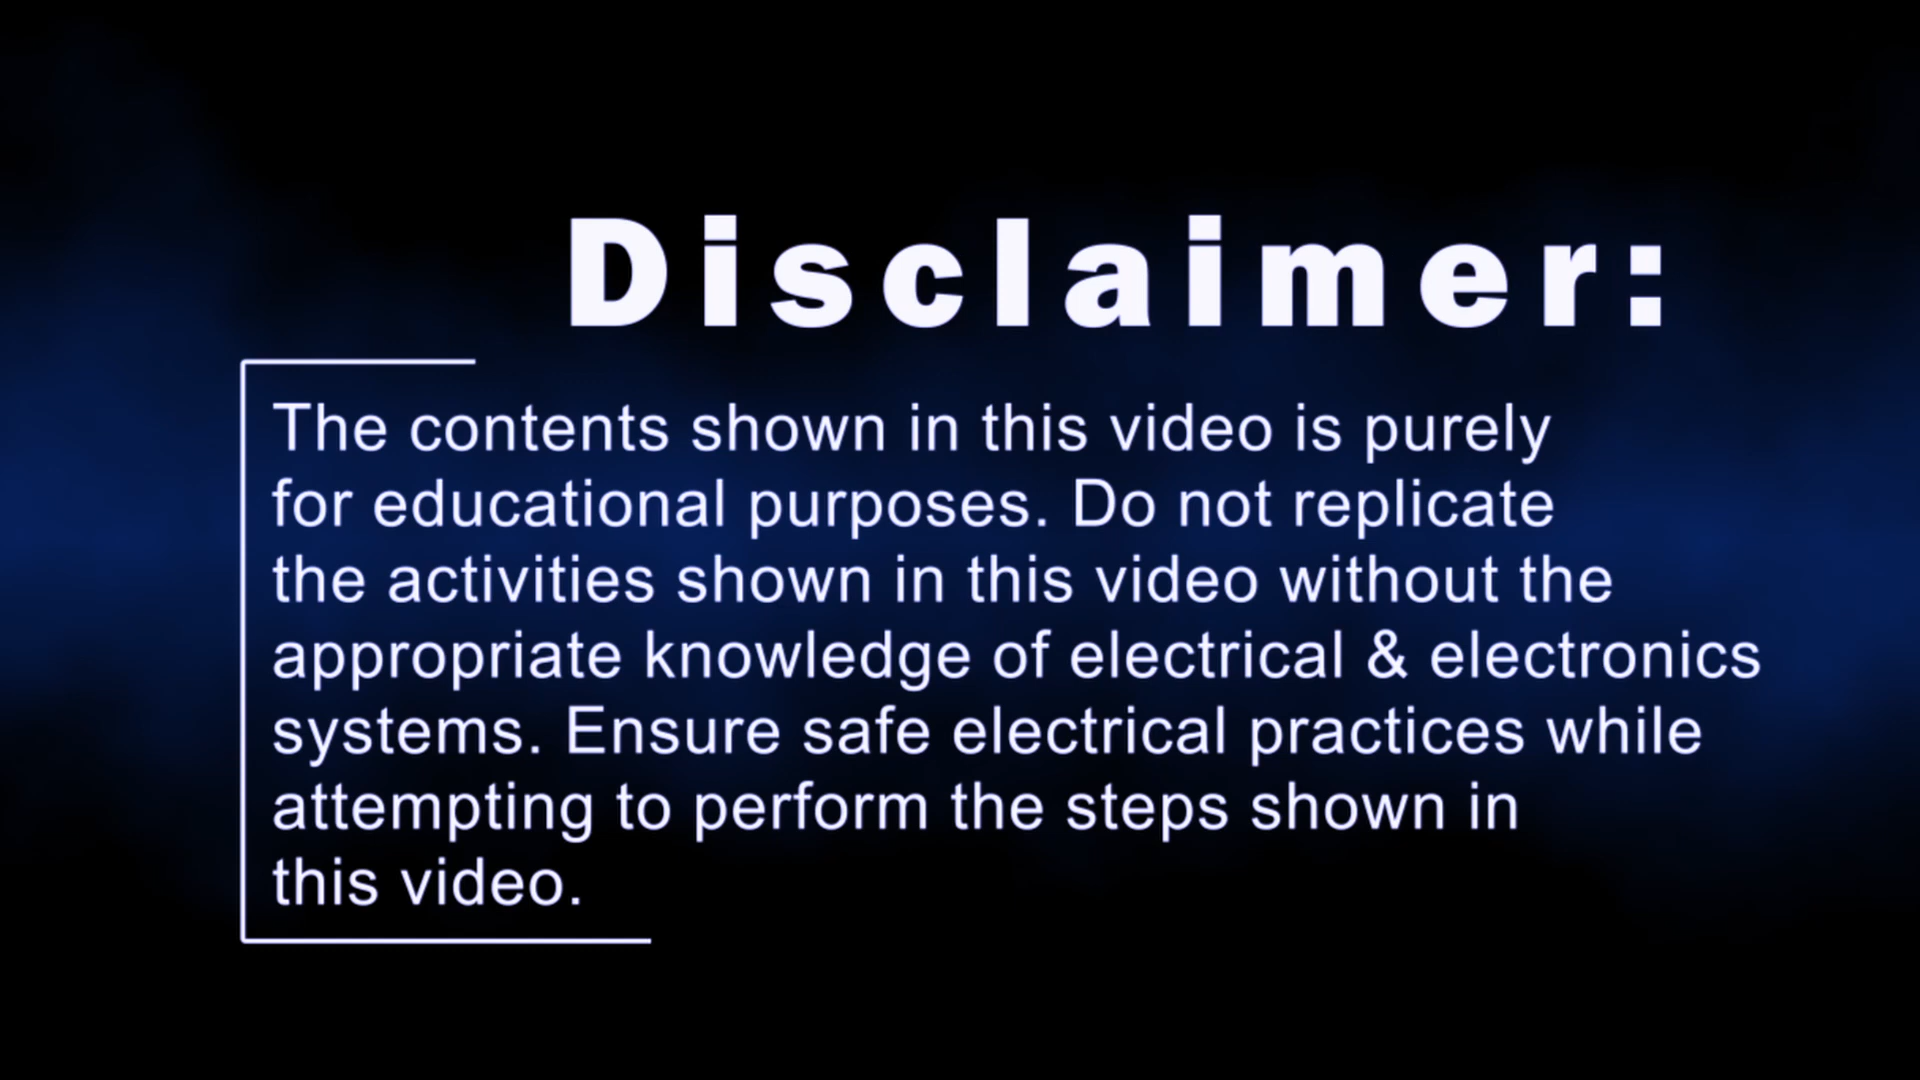 Disclaimer:
The contents shown in this video is purely
for educational purposes. Do not replicate
the activities shown in this video without the
appropriate knowledge of electrical & electronics
systems. Ensure safe electrical practices while
attempting to perform the steps shown in
this video.